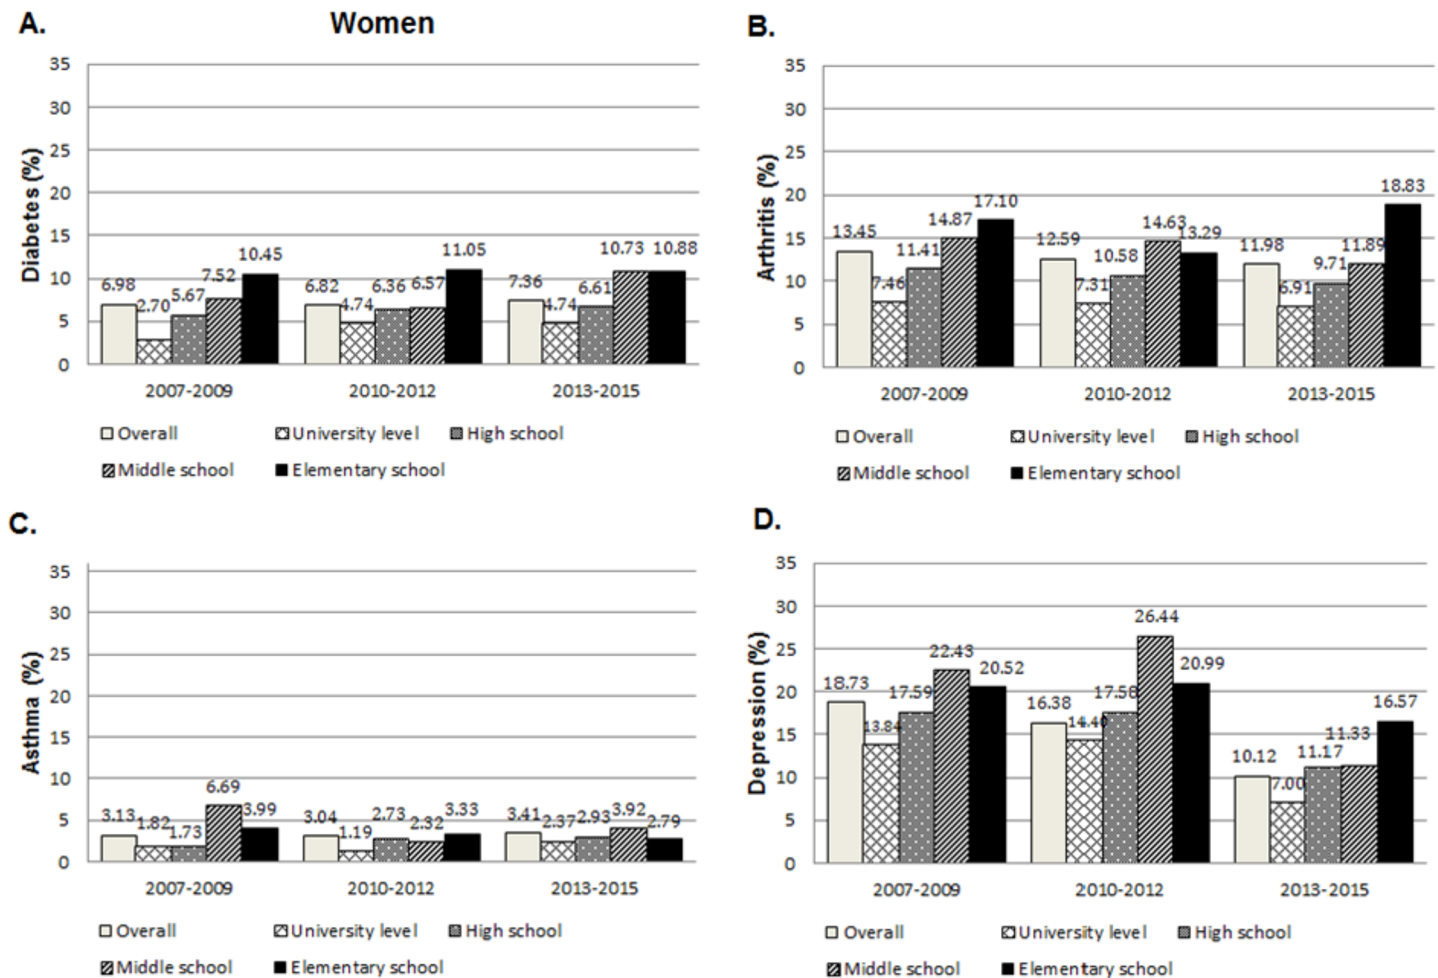 A.
Women
Diabetes (%)
35
30
25
20
15
10
5
0
6.98 2.70 5.67 7.52 10.45
6.82 4.74 6.36 6.57 11.05
7.36 4.74 6.61 10.73 10.88
2007-2009 2010-2012 2013-2015
Overall University level High school
Middle school Elementary school
B.
Arthritis (%)
35
30
25
20
15
10
5
0
13.45 7.46 11.41 14.87 17.10
12.59 7.31 10.58 14.63 13.29
11.98 6.91 9.71 11.89 18.83
2007-2009 2010-2012 2013-2015
Overall University level High school
Middle school Elementary school
C.
Asthma (%)
35
30
25
20
15
10
5
0
3.13 1.82 1.73 6.69 3.99
3.04 1.19 2.73 2.32 3.33
3.41 2.37 2.93 3.92 2.79
2007-2009 2010-2012 2013-2015
Overall University level High school
Middle school Elementary school
D.
Depression (%)
35
30
25
20
15
10
5
0
18.73 13.84 17.59 22.43 20.52
16.38 14.40 17.58 26.44 20.99
10.12 7.00 11.17 11.33 16.57
2007-2009 2010-2012 2013-2015
Overall University level High school
Middle school Elementary school